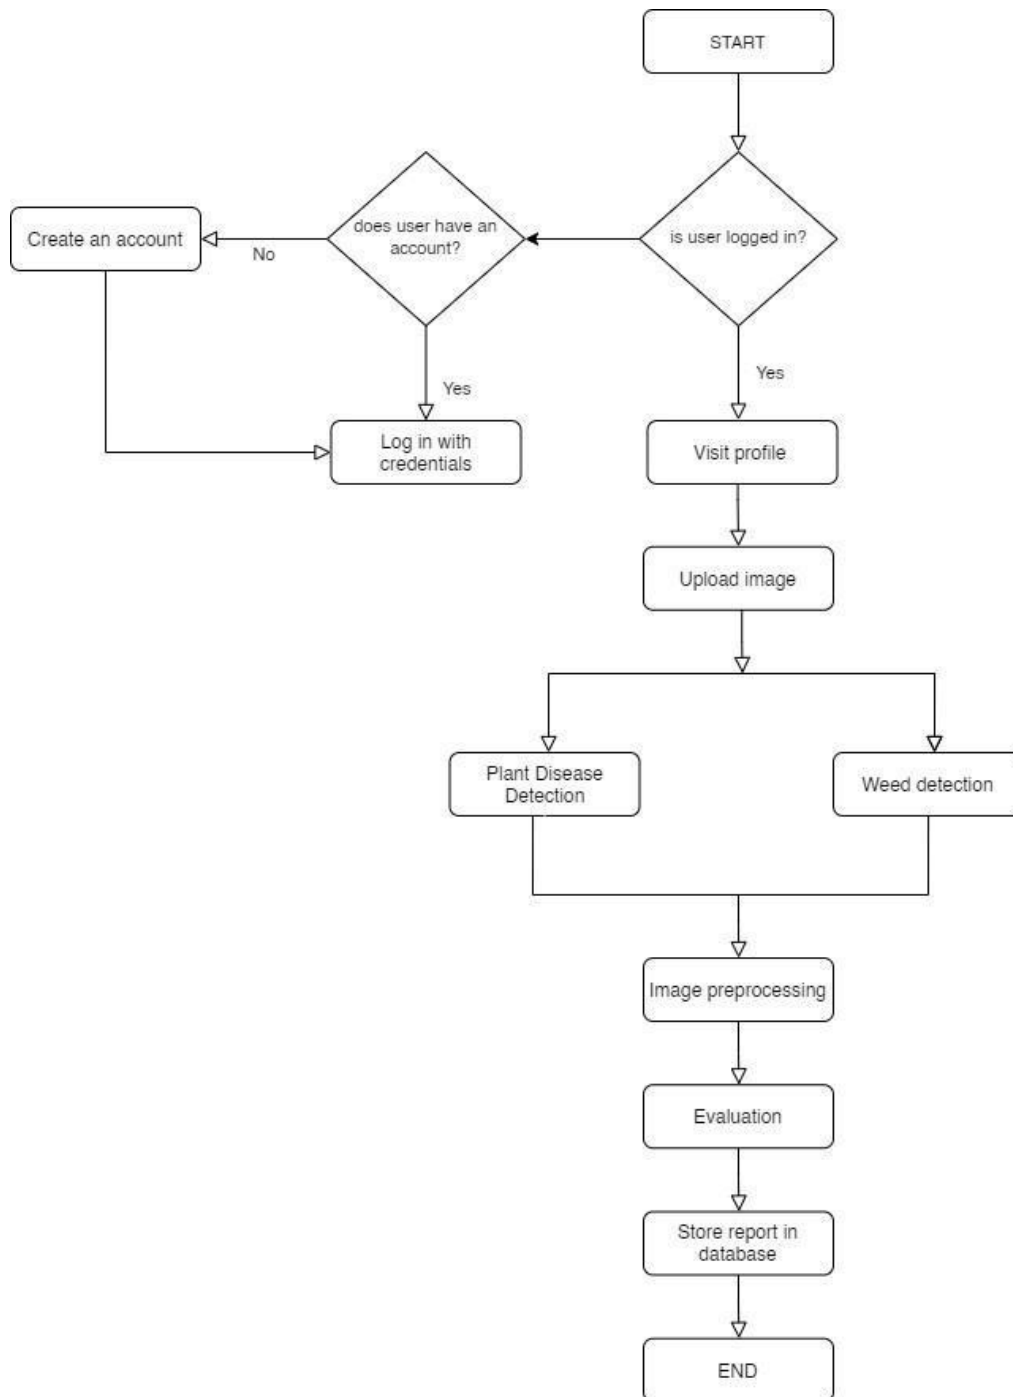 START
is user logged in?
does user have an
account?
Create an account
No
Yes
Yes
Log in with
credentials
Visit profile
Upload image
Plant Disease
Detection
Weed detection
Image preprocessing
Evaluation
Store report in
database
END